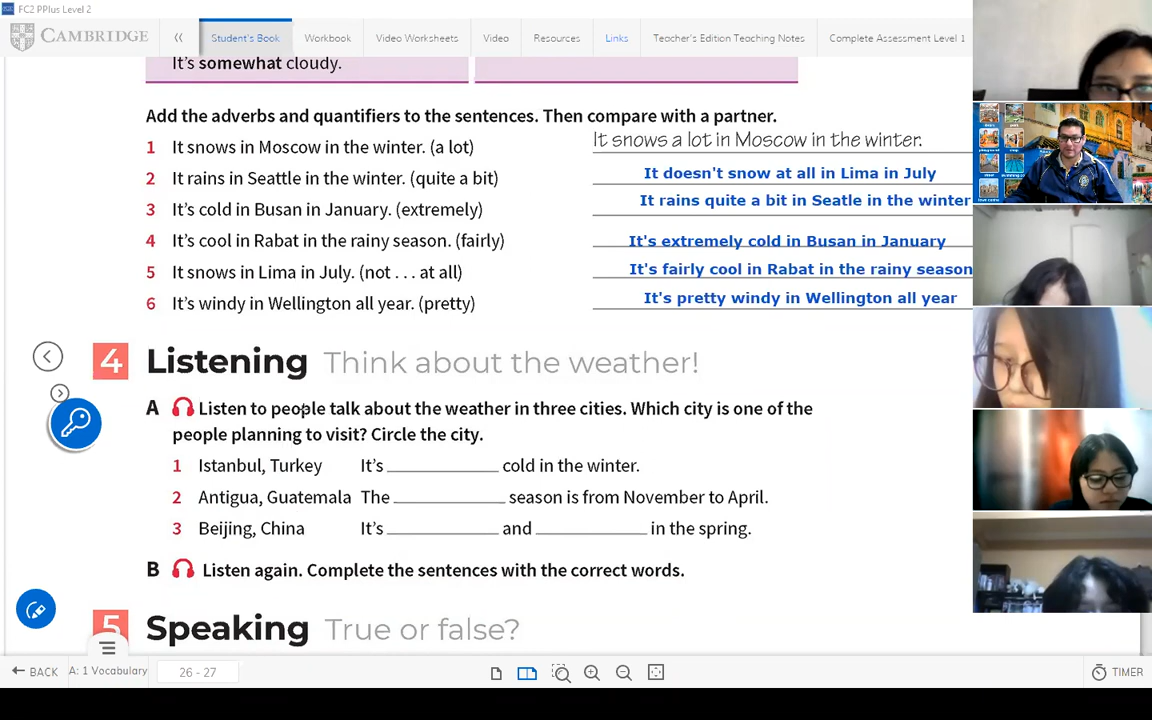 FC2 PPlus Level 2
CAMBRIDGE
Student's Book
Workbook
Video Worksheets
Video
Resources
Links
Teacher's Edition Teaching Notes
Complete Assessment Level 1
It's somewhat cloudy.
Add the adverbs and quantifiers to the sentences. Then compare with a partner.
1 It snows in Moscow in the winter. (a lot)
It snows a lot in Moscow in the winter.
2 It rains in Seattle in the winter. (quite a bit)
It doesn't snow at all in Lima in July
3 It's cold in Busan in January. (extremely)
It rains quite a bit in Seatle in the winter
4 It's cool in Rabat in the rainy season. (fairly)
It's extremely cold in Busan in January
5 It snows in Lima in July. (not . . . at all)
It's fairly cool in Rabat in the rainy season
6 It's windy in Wellington all year. (pretty)
It's pretty windy in Wellington all year
4 Listening Think about the weather!
A Listen to people talk about the weather in three cities. Which city is one of the
people planning to visit? Circle the city.
1 Istanbul, Turkey It's ____________ cold in the winter.
2 Antigua, Guatemala The ____________ season is from November to April.
3 Beijing, China It's ____________ and ____________ in the spring.
B Listen again. Complete the sentences with the correct words.
5 Speaking True or false?
BACK
A: 1 Vocabulary
26 - 27
TIMER